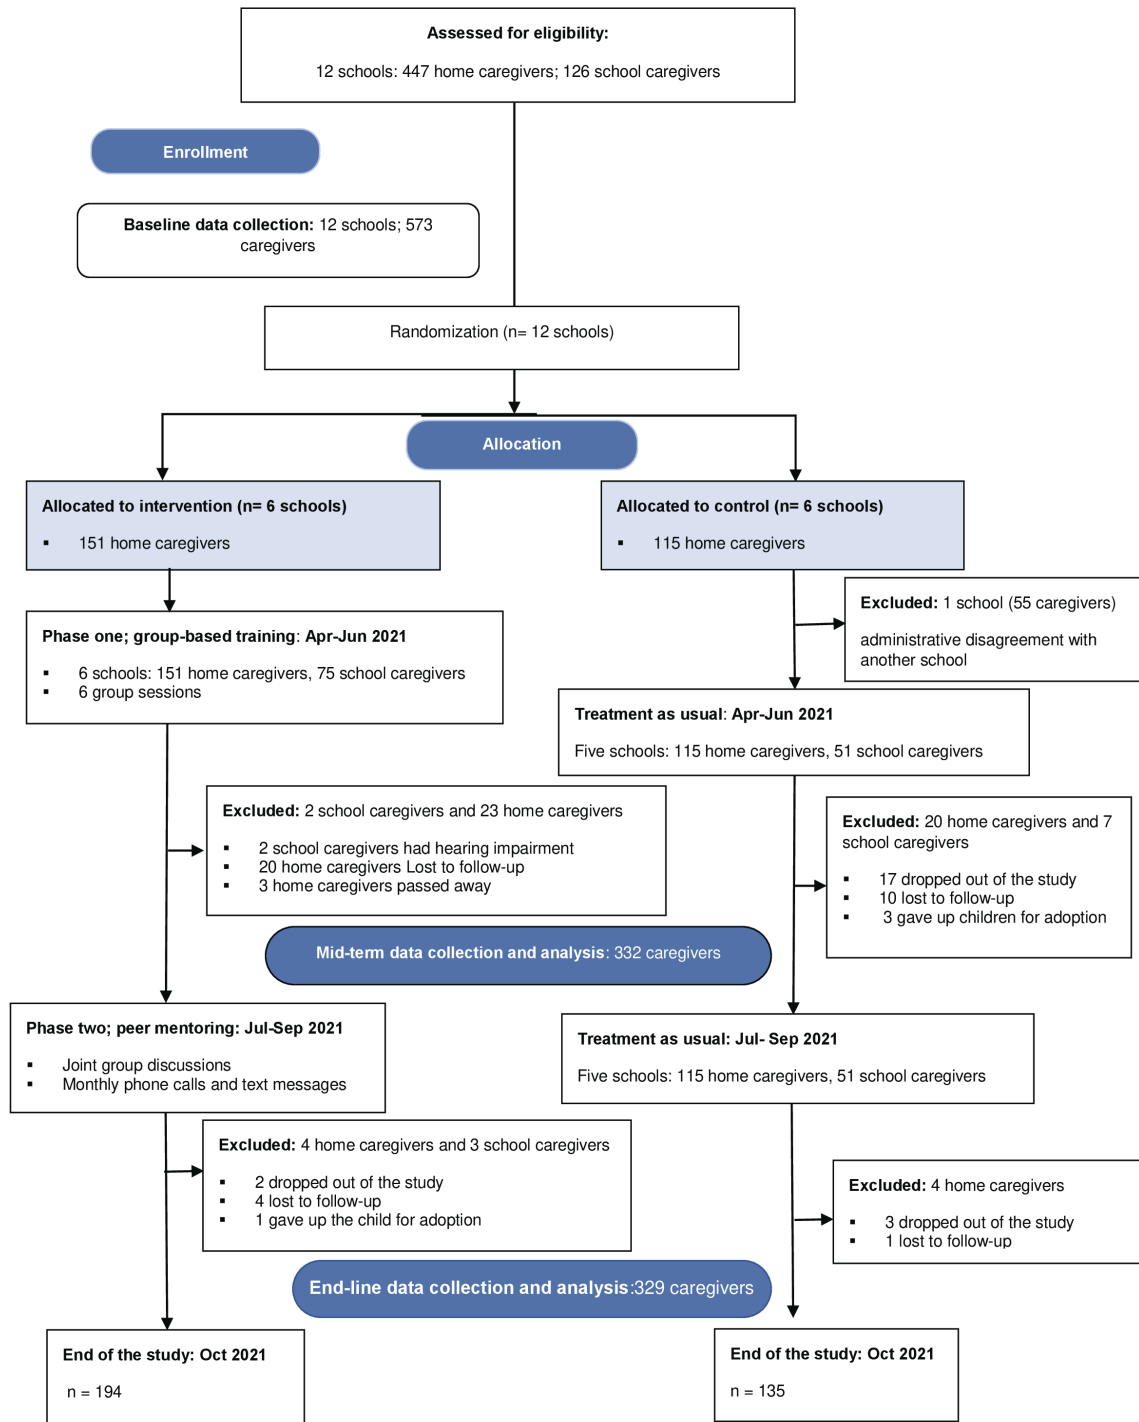 Assessed for eligibility:
12 schools: 447 home caregivers; 126 school caregivers
Enrollment
Baseline data collection: 12 schools; 573
caregivers
Randomization (n= 12 schools)
Allocation
Allocated to intervention (n= 6 schools)
▪ 151 home caregivers
Allocated to control (n= 6 schools)
▪ 115 home caregivers
Excluded: 1 school (55 caregivers)
administrative disagreement with
another school
Phase one; group-based training: Apr-Jun 2021
▪ 6 schools: 151 home caregivers, 75 school caregivers
▪ 6 group sessions
Treatment as usual: Apr-Jun 2021
Five schools: 115 home caregivers, 51 school caregivers
Excluded: 2 school caregivers and 23 home caregivers
▪ 2 school caregivers had hearing impairment
▪ 20 home caregivers Lost to follow-up
▪ 3 home caregivers passed away
Excluded: 20 home caregivers and 7
school caregivers
▪ 17 dropped out of the study
▪ 10 lost to follow-up
▪ 3 gave up children for adoption
Mid-term data collection and analysis: 332 caregivers
Phase two; peer mentoring: Jul-Sep 2021
▪ Joint group discussions
▪ Monthly phone calls and text messages
Treatment as usual: Jul- Sep 2021
Five schools: 115 home caregivers, 51 school caregivers
Excluded: 4 home caregivers and 3 school caregivers
▪ 2 dropped out of the study
▪ 4 lost to follow-up
▪ 1 gave up the child for adoption
Excluded: 4 home caregivers
▪ 3 dropped out of the study
▪ 1 lost to follow-up
End-line data collection and analysis:329 caregivers
End of the study: Oct 2021
n = 194
End of the study: Oct 2021
n = 135